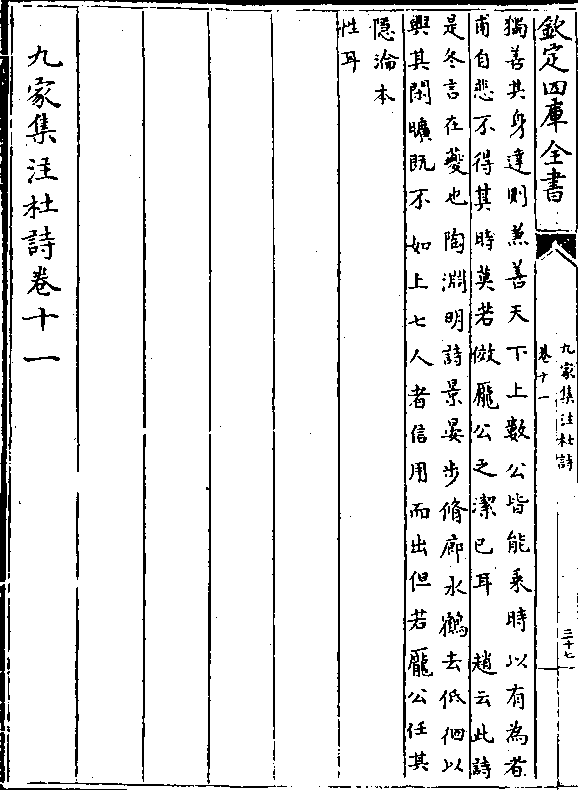 欽定四庫全書
九家集注杜詩
卷十一
三十七
獨善其身達則兼善天下上數公皆能乘時以有為者
甫自悲不得其時莫若倣龐公之潔已耳 趙云此詩
是冬言在夔也陶淵明詩景晏步脩廊水鶴去低徊以
興其閑曠既不如上七人者信用而出但若龐公任其
隱淪本
性耳
九家集注杜詩卷十一